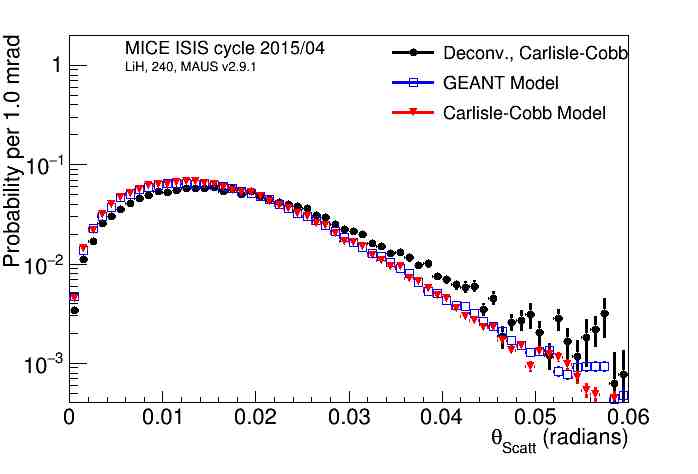 MICE ISIS cycle 2015/04
LiH, 240, MAUS v2.9.1
Deconv., Carlisle-Cobb
GEANT Model
Carlisle-Cobb Model
Probability per 1.0 mrad
1
10⁻¹
10⁻²
10⁻³
0 0.01 0.02 0.03 0.04 0.05 0.06
θ_Scatt (radians)